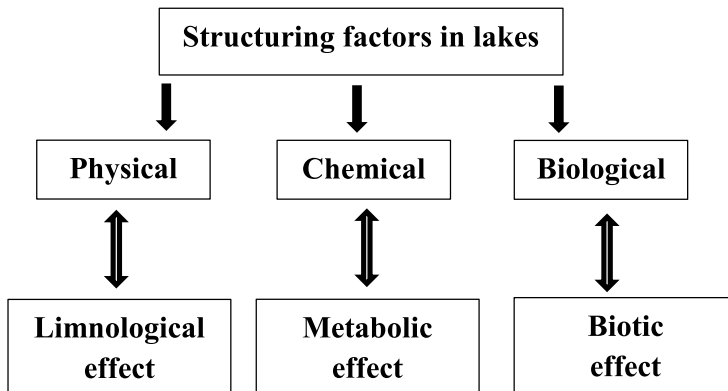 Structuring factors in lakes
Physical
Chemical
Biological
Limnological
effect
Metabolic
effect
Biotic
effect